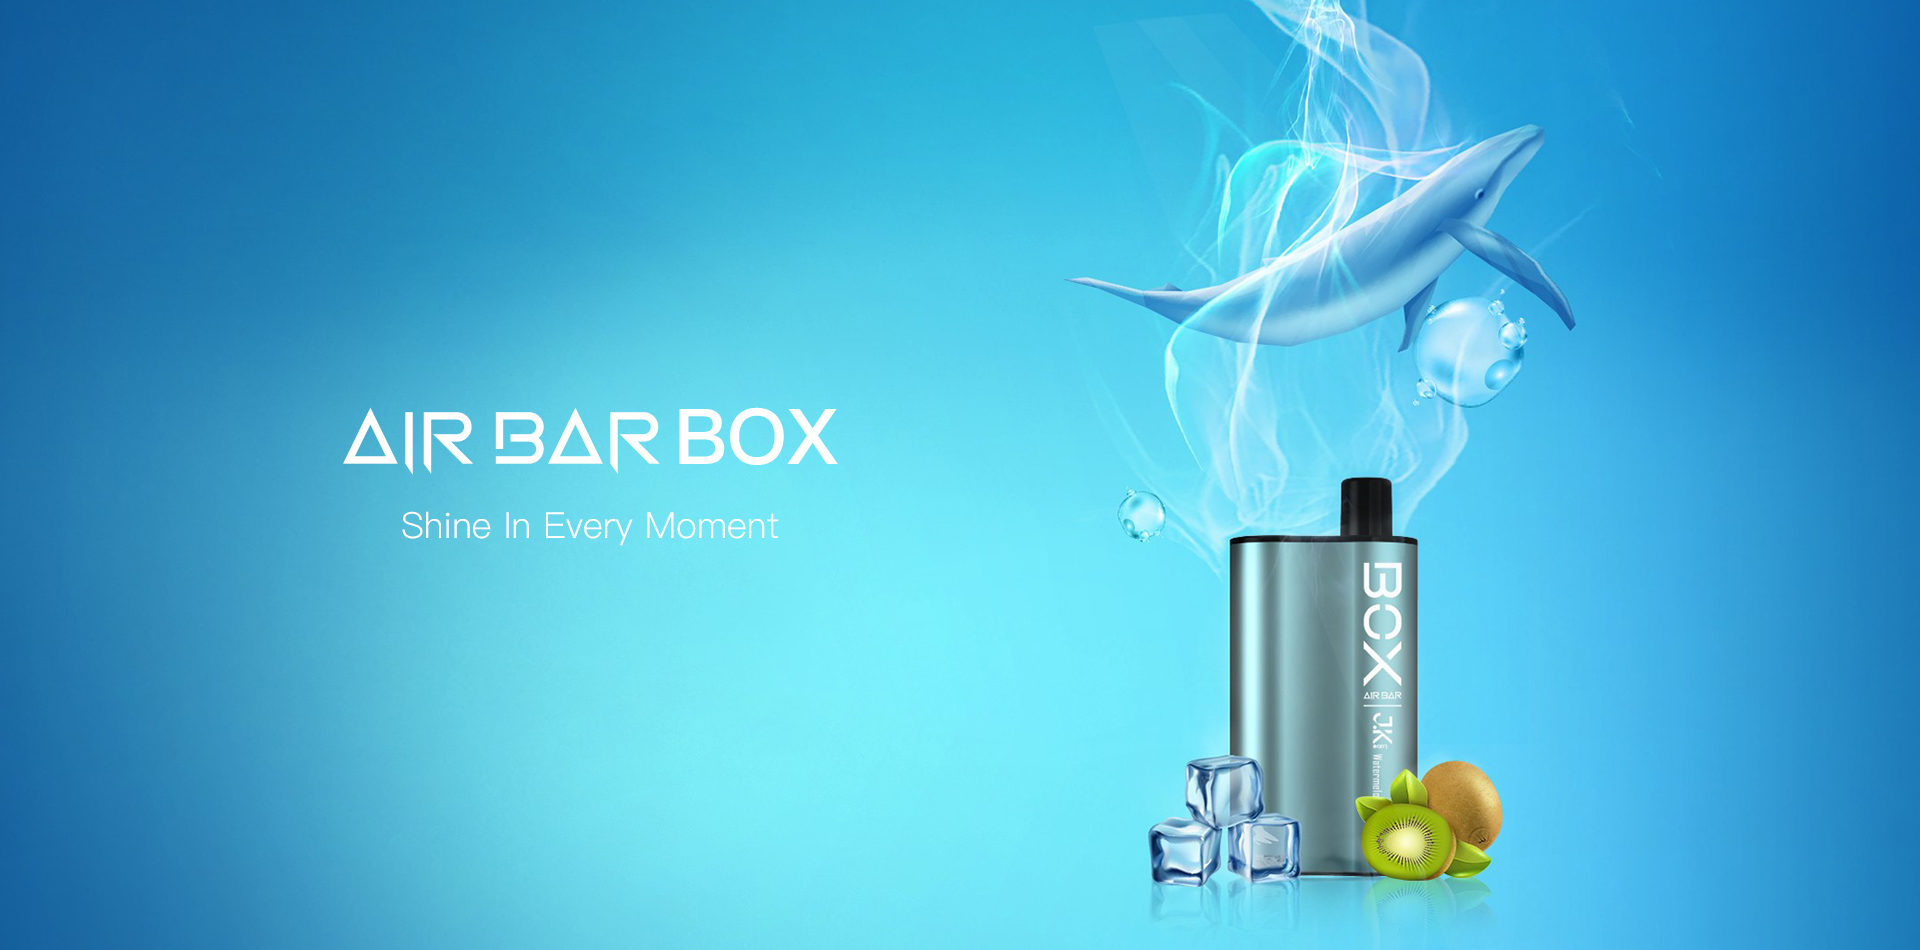 AIR BAR BOX
Shine In Every Moment
BOX
AIR BAR
J.K.